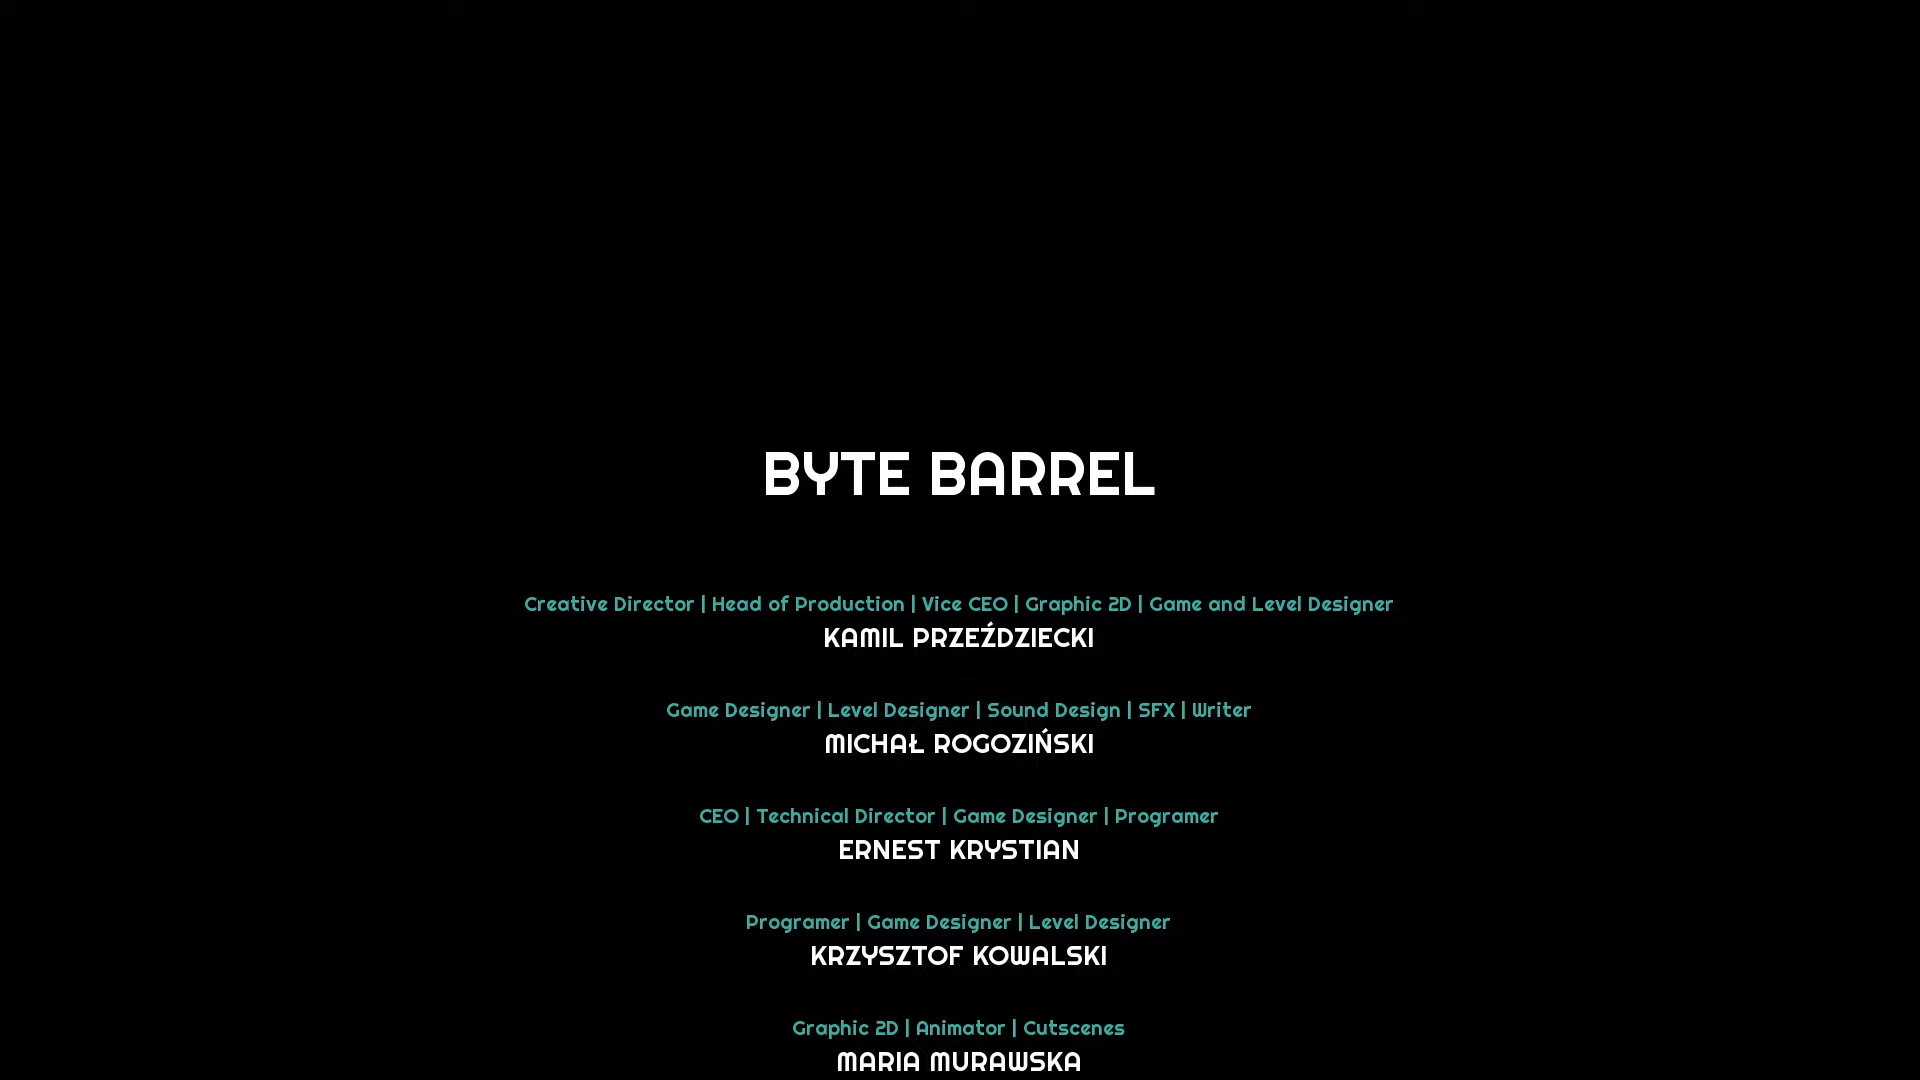 BYTE BARREL
Creative Director | Head of Production | Vice CEO | Graphic 2D | Game and Level Designer
KAMIL PRZEŹDZIECKI
Game Designer | Level Designer | Sound Design | SFX | Writer
MICHAŁ ROGOZIŃSKI
CEO | Technical Director | Game Designer | Programer
ERNEST KRYSTIAN
Programer | Game Designer | Level Designer
KRZYSZTOF KOWALSKI
Graphic 2D | Animator | Cutscenes
MARIA MURAWSKA